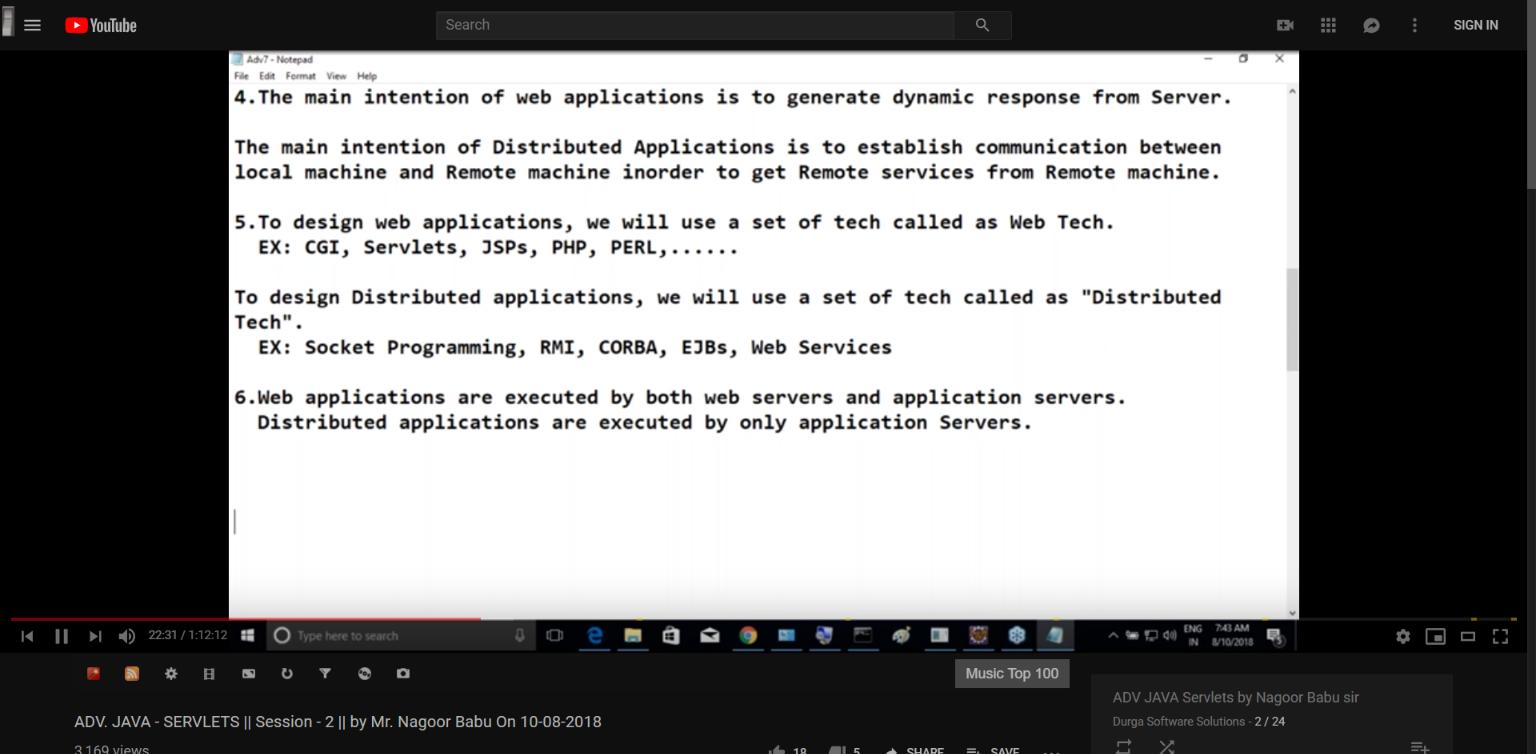 YouTube
Search
SIGN IN
Adv7 - Notepad
File Edit Format View Help
4.The main intention of web applications is to generate dynamic response from Server.
The main intention of Distributed Applications is to establish communication between
local machine and Remote machine inorder to get Remote services from Remote machine.
5.To design web applications, we will use a set of tech called as Web Tech.
EX: CGI, Servlets, JSPs, PHP, PERL,......
To design Distributed applications, we will use a set of tech called as "Distributed
Tech".
EX: Socket Programming, RMI, CORBA, EJBs, Web Services
6.Web applications are executed by both web servers and application servers.
Distributed applications are executed by only application Servers.
22:31 / 1:12:12
Type here to search
ENG
IN
7:43 AM
8/10/2018
Music Top 100
ADV. JAVA - SERVLETS || Session - 2 || by Mr. Nagoor Babu On 10-08-2018
3,169 views
18
5
SHARE
SAVE
ADV JAVA Servlets by Nagoor Babu sir
Durga Software Solutions - 2 / 24